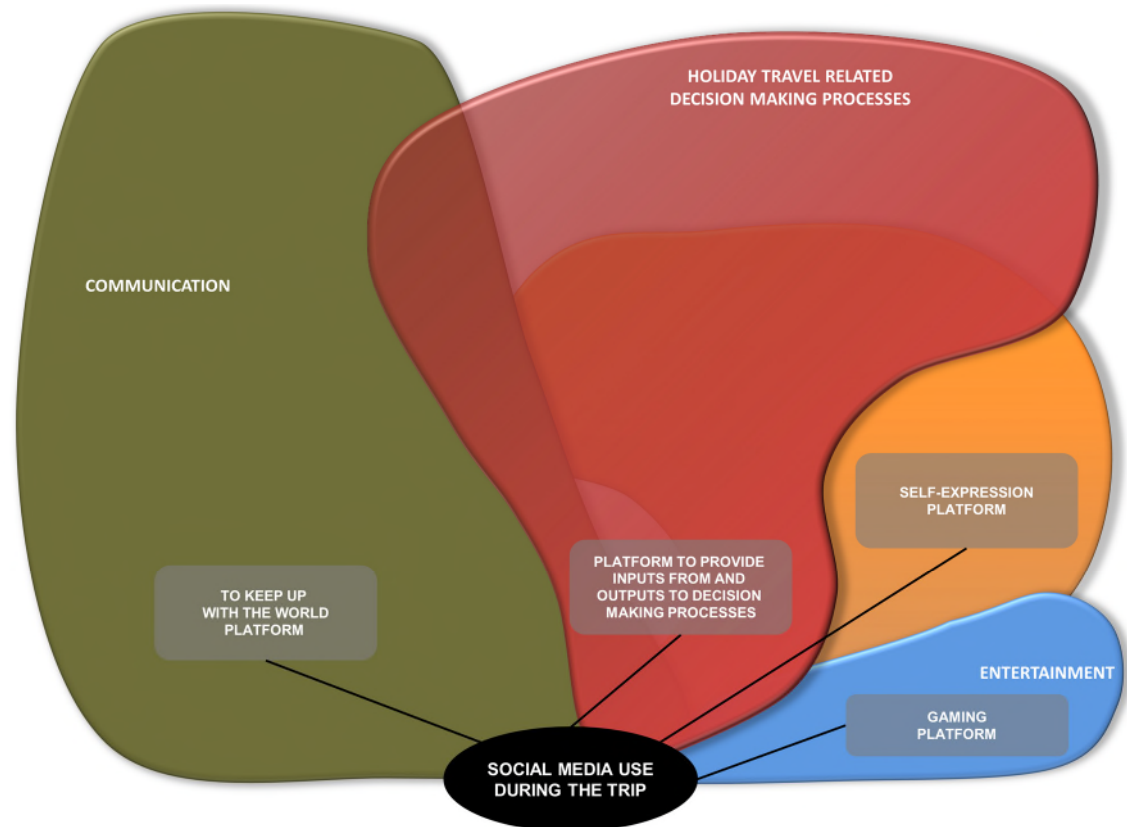 HOLIDAY TRAVEL RELATED
DECISION MAKING PROCESSES
COMMUNICATION
SELF-EXPRESSION
PLATFORM
PLATFORM TO PROVIDE
INPUTS FROM AND
OUTPUTS TO DECISION
MAKING PROCESSES
TO KEEP UP
WITH THE WORLD
PLATFORM
ENTERTAINMENT
GAMING
PLATFORM
SOCIAL MEDIA USE
DURING THE TRIP